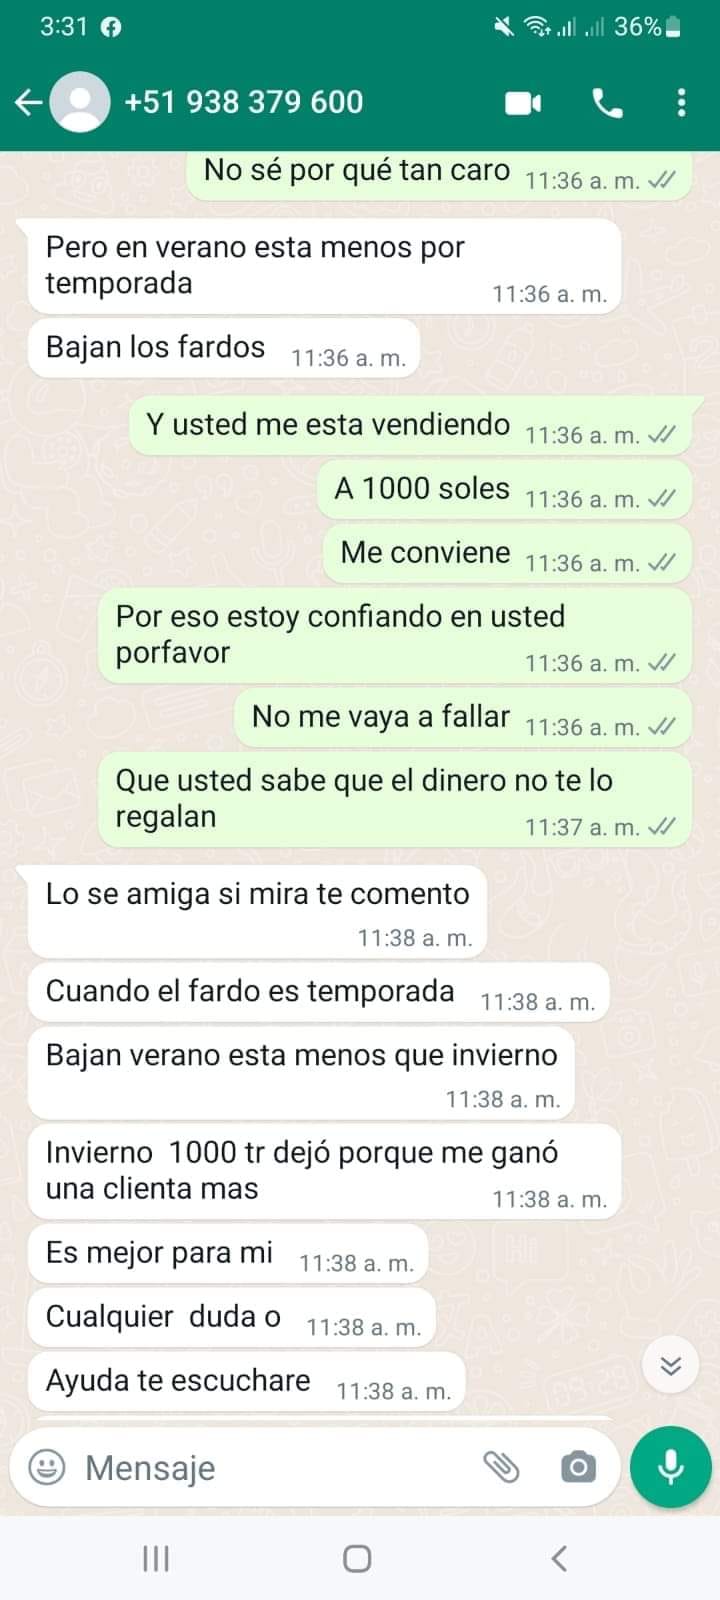 3:31 36%
+51 938 379 600
No sé por qué tan caro 11:36 a. m.
Pero en verano esta menos por
temporada 11:36 a. m.
Bajan los fardos 11:36 a. m.
Y usted me esta vendiendo 11:36 a. m.
A 1000 soles 11:36 a. m.
Me conviene 11:36 a. m.
Por eso estoy confiando en usted
porfavor 11:36 a. m.
No me vaya a fallar 11:36 a. m.
Que usted sabe que el dinero no te lo
regalan 11:37 a. m.
Lo se amiga si mira te comento
11:38 a. m.
Cuando el fardo es temporada 11:38 a. m.
Bajan verano esta menos que invierno
11:38 a. m.
Invierno 1000 tr dejó porque me ganó
una clienta mas 11:38 a. m.
Es mejor para mi 11:38 a. m.
Cualquier duda o 11:38 a. m.
Ayuda te escuchare 11:38 a. m.
Mensaje